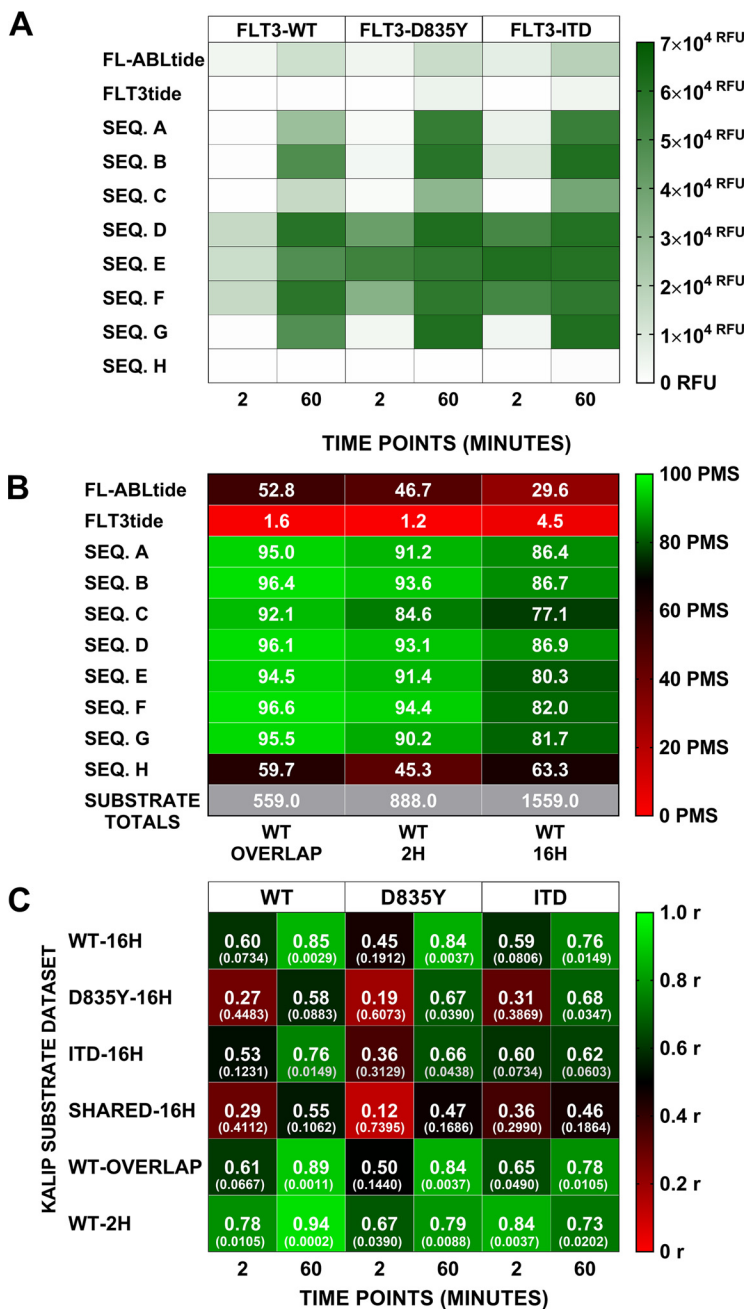 A
FLT3-WT FLT3-D835Y FLT3-ITD
FL-ABLtide
FLT3tide
SEQ. A
SEQ. B
SEQ. C
SEQ. D
SEQ. E
SEQ. F
SEQ. G
SEQ. H
2 60 2 60 2 60
TIME POINTS (MINUTES)
7×10⁴ RFU
6×10⁴ RFU
5×10⁴ RFU
4×10⁴ RFU
3×10⁴ RFU
2×10⁴ RFU
1×10⁴ RFU
0 RFU
B
FL-ABLtide 52.8 46.7 29.6
FLT3tide 1.6 1.2 4.5
SEQ. A 95.0 91.2 86.4
SEQ. B 96.4 93.6 86.7
SEQ. C 92.1 84.6 77.1
SEQ. D 96.1 93.1 86.9
SEQ. E 94.5 91.4 80.3
SEQ. F 96.6 94.4 82.0
SEQ. G 95.5 90.2 81.7
SEQ. H 59.7 45.3 63.3
SUBSTRATE 559.0 888.0 1559.0
TOTALS
WT WT WT
OVERLAP 2H 16H
100 PMS
80 PMS
60 PMS
40 PMS
20 PMS
0 PMS
C
WT D835Y ITD
KALIP SUBSTRATE DATASET
WT-16H 0.60 0.85 0.45 0.84 0.59 0.76
(0.0734) (0.0029) (0.1912) (0.0037) (0.0806) (0.0149)
D835Y-16H 0.27 0.58 0.19 0.67 0.31 0.68
(0.4483) (0.0883) (0.6073) (0.0390) (0.3869) (0.0347)
ITD-16H 0.53 0.76 0.36 0.66 0.60 0.62
(0.1231) (0.0149) (0.3129) (0.0438) (0.0734) (0.0603)
SHARED-16H 0.29 0.55 0.12 0.47 0.36 0.46
(0.4112) (0.1062) (0.7395) (0.1686) (0.2990) (0.1864)
WT-OVERLAP 0.61 0.89 0.50 0.84 0.65 0.78
(0.0667) (0.0011) (0.1440) (0.0037) (0.0490) (0.0105)
WT-2H 0.78 0.94 0.67 0.79 0.84 0.73
(0.0105) (0.0002) (0.0390) (0.0088) (0.0037) (0.0202)
2 60 2 60 2 60
TIME POINTS (MINUTES)
1.0 r
0.8 r
0.6 r
0.4 r
0.2 r
0 r